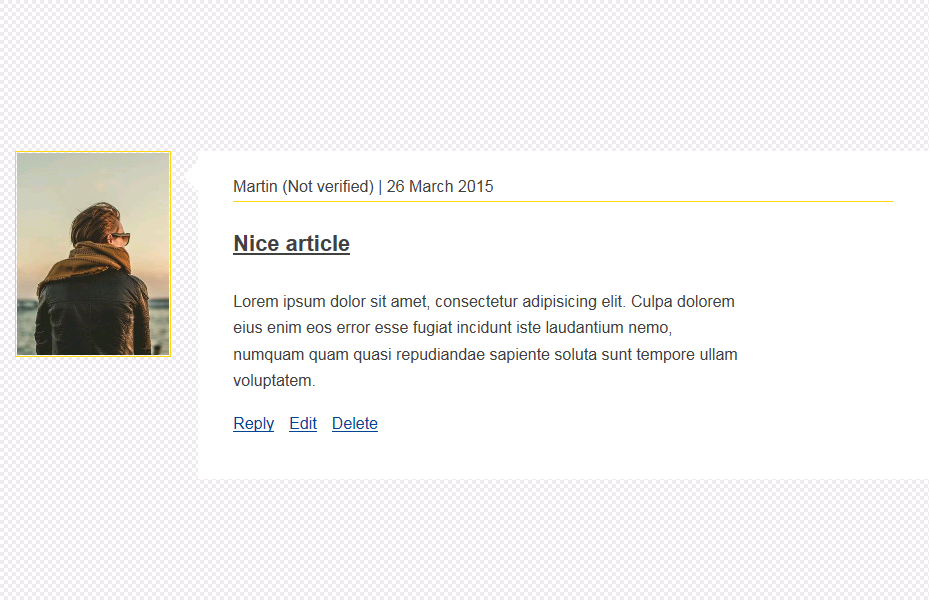 Martin (Not verified) | 26 March 2015
Nice article
Lorem ipsum dolor sit amet, consectetur adipisicing elit. Culpa dolorem
eius enim eos error esse fugiat incidunt iste laudantium nemo,
numquam quam quasi repudiandae sapiente soluta sunt tempore ullam
voluptatem.
Reply Edit Delete